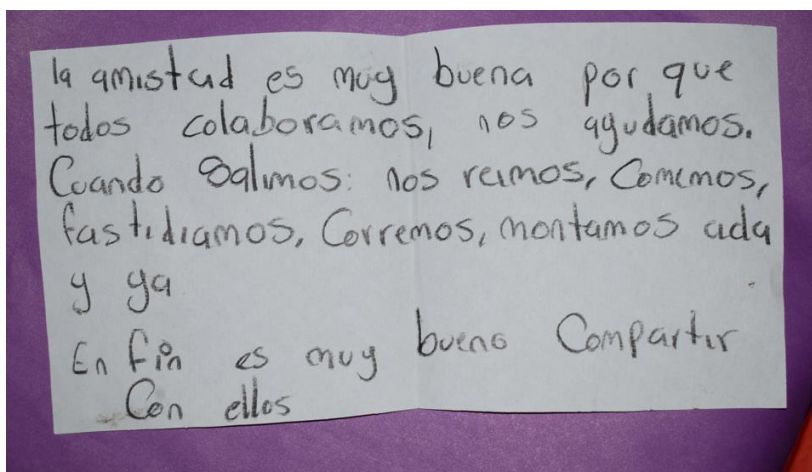 la amistad es muy buena por que
todos colaboramos, nos ayudamos.
Cuando Salimos: nos reimos, Comemos,
fastidiamos, Corremos, montamos cicla
y ya
En fin es muy bueno Compartir
Con ellos